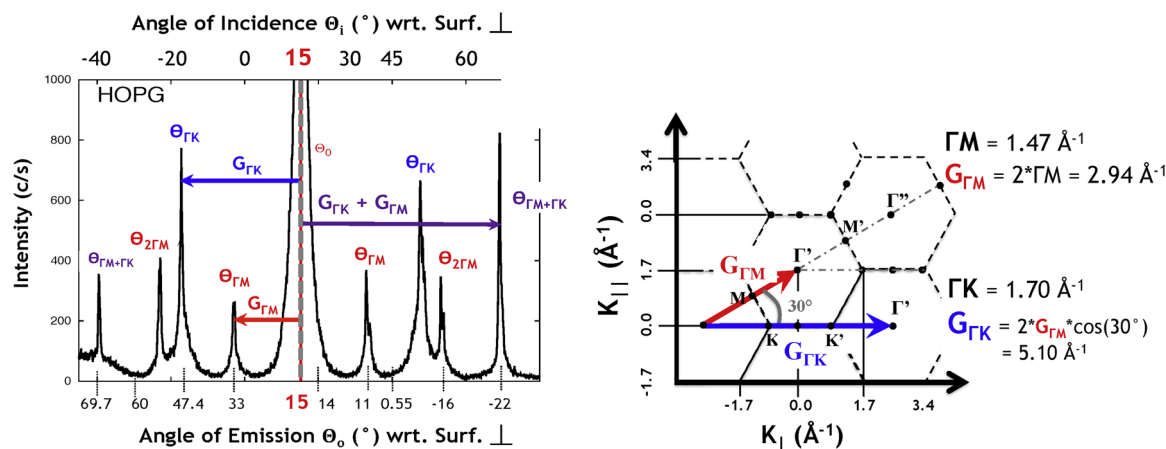 Angle of Incidence Θi (°) wrt. Surf. ⊥
-40 -20 0 15 30 40 60
1000
HOPG
800
600
400
200
0
Intensity (c/s)
ΘΓK
GΓK
Θo
ΘΓK
GΓK + GΓM
ΘΓM+ΓK
ΘΓM+ΓK
Θ2ΓM
ΘΓM
GΓM
ΘΓM
Θ2ΓM
69.7 60 47.4 33 15 14 11 0.55 -16 -22
Angle of Emission Θo (°) wrt. Surf. ⊥
K|| (Å-1)
3.4
0.0
1.7
0.0
-1.7
-1.7 0.0 1.7 3.4
K| (Å-1)
Γ"
M'
Γ'
GΓM
M
30°
K
K'
Γ'
GΓK
ΓM = 1.47 Å-1
GΓM = 2*ΓM = 2.94 Å-1
ΓK = 1.70 Å-1
GΓK = 2*GΓM*cos(30°)
= 5.10 Å-1